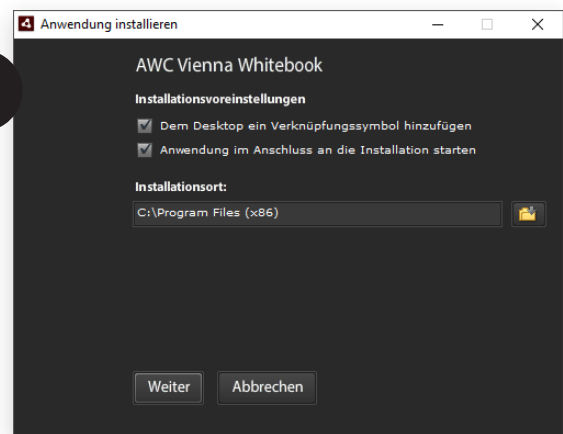 Anwendung installieren
AWC Vienna Whitebook
Installationsvoreinstellungen
Dem Desktop ein Verknüpfungssymbol hinzufügen
Anwendung im Anschluss an die Installation starten
Installationsort:
C:\Program Files (x86)
Weiter Abbrechen